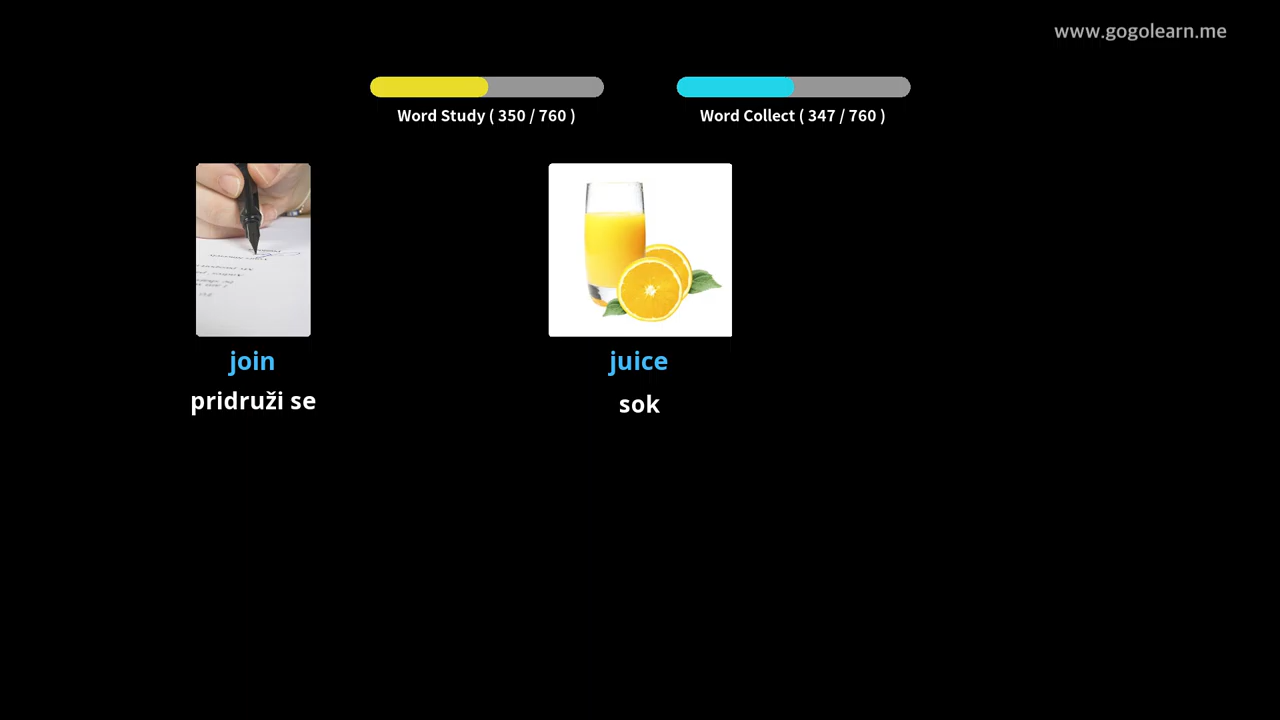 www.gogolearn.me
Word Study ( 350 / 760 )
Word Collect ( 347 / 760 )
join
juice
pridruži se
sok